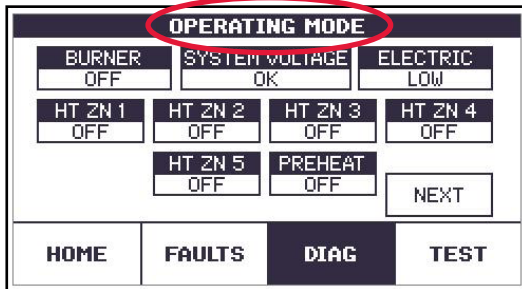 OPERATING MODE
BURNER SYSTEM VOLTAGE ELECTRIC
OFF OK LOW
HT ZN 1 HT ZN 2 HT ZN 3 HT ZN 4
OFF OFF OFF OFF
HT ZN 5 PREHEAT
OFF OFF
NEXT
HOME FAULTS DIAG TEST